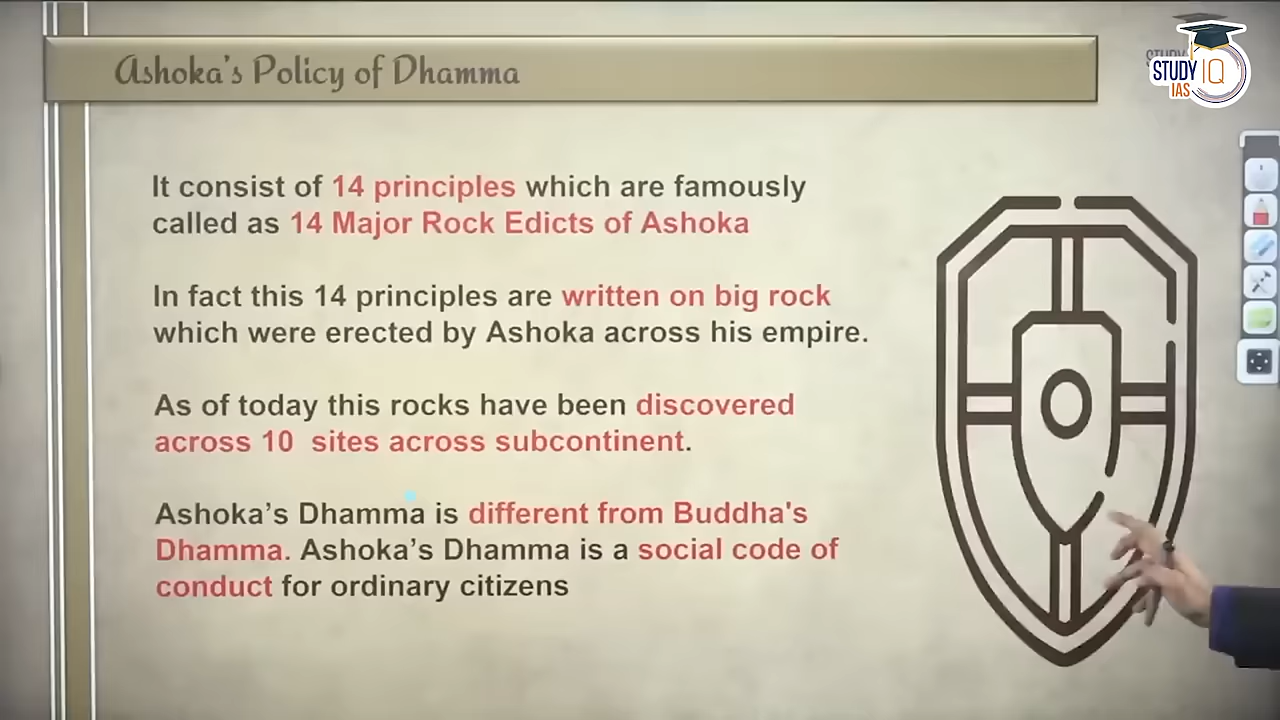 Ashoka's Policy of Dhamma
STUDY IQ
IAS
It consist of 14 principles which are famously
called as 14 Major Rock Edicts of Ashoka
In fact this 14 principles are written on big rock
which were erected by Ashoka across his empire.
As of today this rocks have been discovered
across 10 sites across subcontinent.
Ashoka’s Dhamma is different from Buddha's
Dhamma. Ashoka’s Dhamma is a social code of
conduct for ordinary citizens